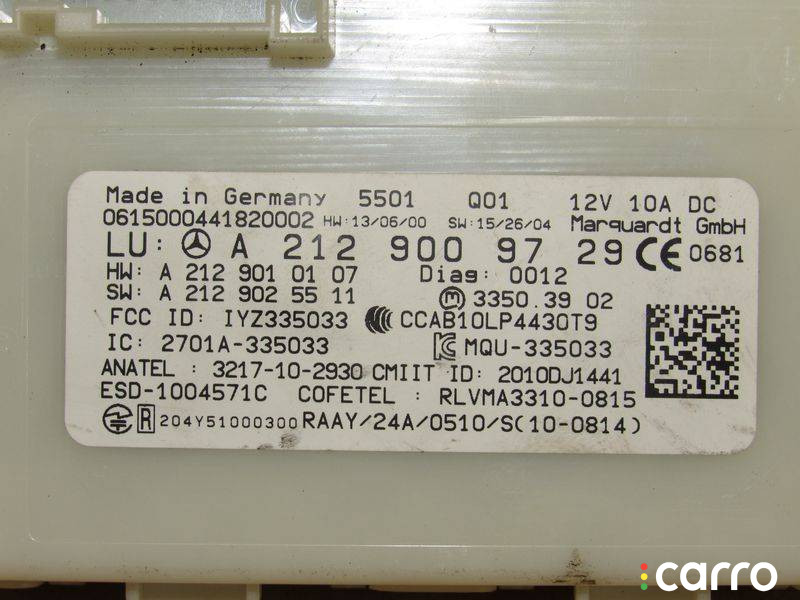 Made in Germany 5501 Q01 12V 10A DC
0615000441820002 HW:13/06/00 SW:15/26/04 Marquardt GmbH
LU: A 212 900 97 29 CE 0681
HW: A 212 901 01 07 Diag: 0012
SW: A 212 902 55 11 m 3350.39 02
FCC ID: IYZ335033 CCAB10LP4430T9
IC: 2701A-335033 MQU-335033
ANATEL: 3217-10-2930 CMIIT ID: 2010DJ1441
ESD-1004571C COFETEL: RLVMA3310-0815
R 204Y51000300 RAAY/24A/0510/S(10-0814)
carro